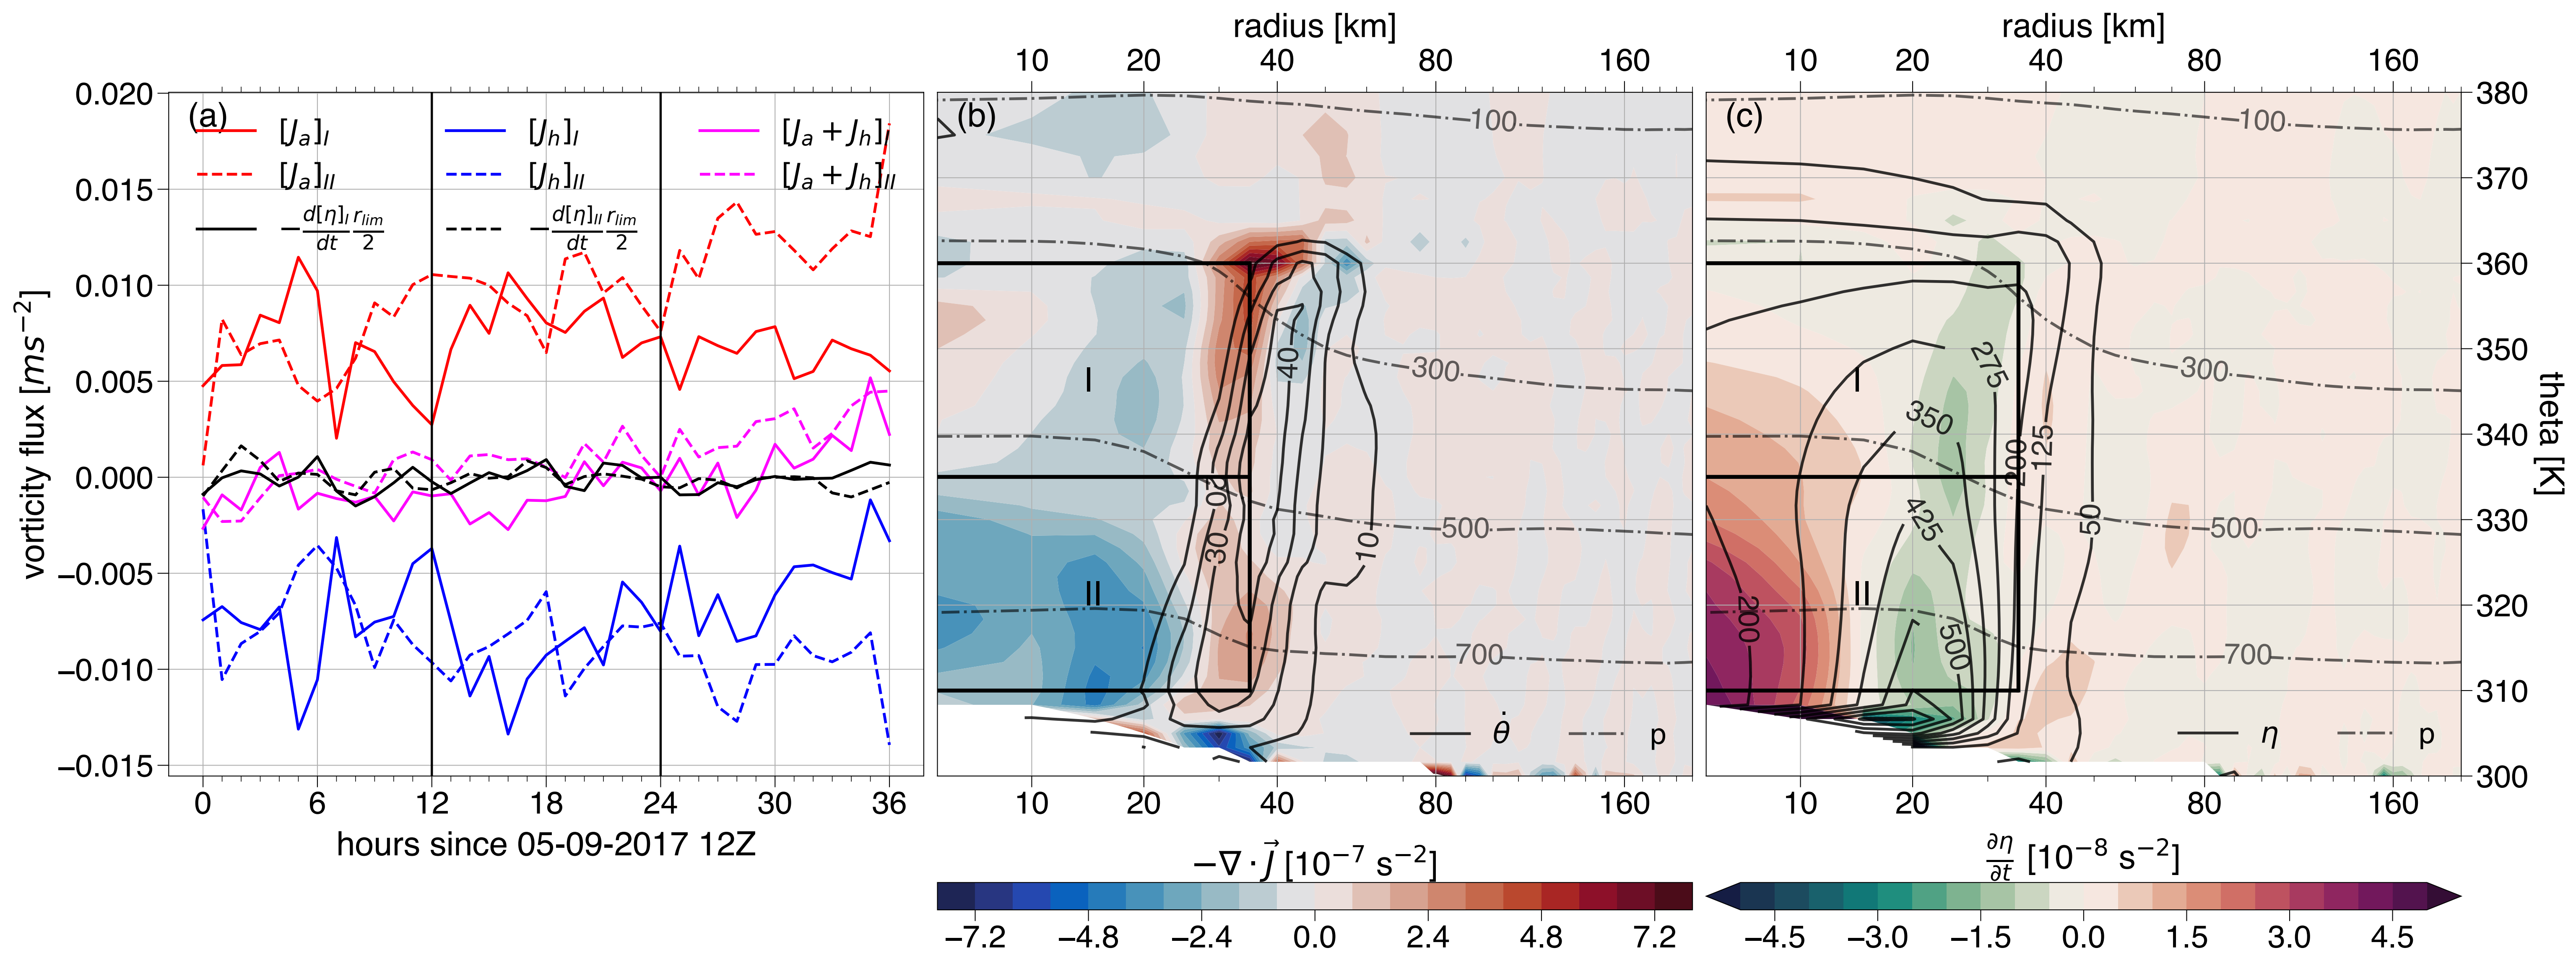 (a)
[J_a]_I
[J_h]_I
[J_a + J_h]_I
[J_a]_II
[J_h]_II
[J_a + J_h]_II
−d[η]_I/dt r_lim/2
−d[η]_II/dt r_lim/2
vorticity flux [ms⁻²]
0.020
0.015
0.010
0.005
0.000
−0.005
−0.010
−0.015
0 6 12 18 24 30 36
hours since 05-09-2017 12Z
radius [km]
10 20 40 80 160
(b)
100
300
500
700
40
20
30
10
I
II
θ̇
p
10 20 40 80 160
−∇ · J⃗ [10⁻⁷ s⁻²]
−7.2 −4.8 −2.4 0.0 2.4 4.8 7.2
radius [km]
10 20 40 80 160
(c)
100
300
500
700
275
350
425
500
200
200
125
50
I
II
η
p
10 20 40 80 160
380
370
360
350
340
330
320
310
300
theta [K]
∂η/∂t [10⁻⁸ s⁻²]
−4.5 −3.0 −1.5 0.0 1.5 3.0 4.5